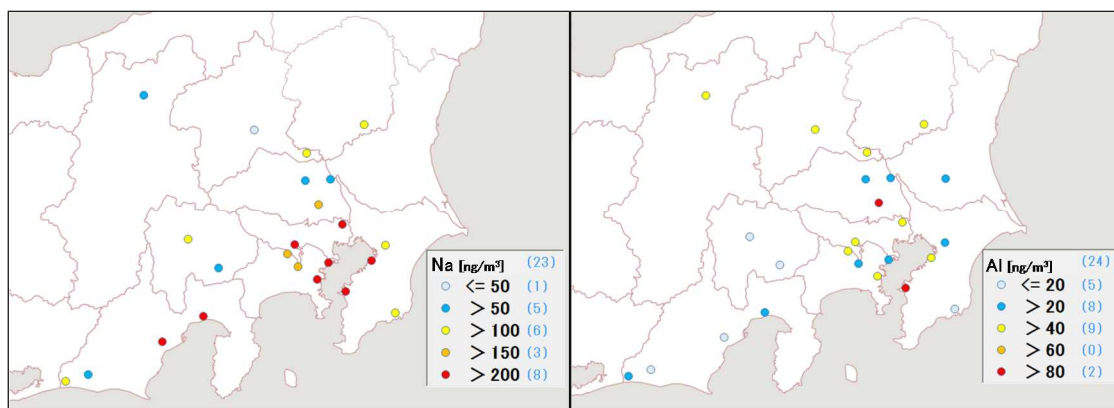 Na [ng/m³] (23)
<= 50 (1)
> 50 (5)
> 100 (6)
> 150 (3)
> 200 (8)
Al [ng/m³] (24)
<= 20 (5)
> 20 (8)
> 40 (9)
> 60 (0)
> 80 (2)